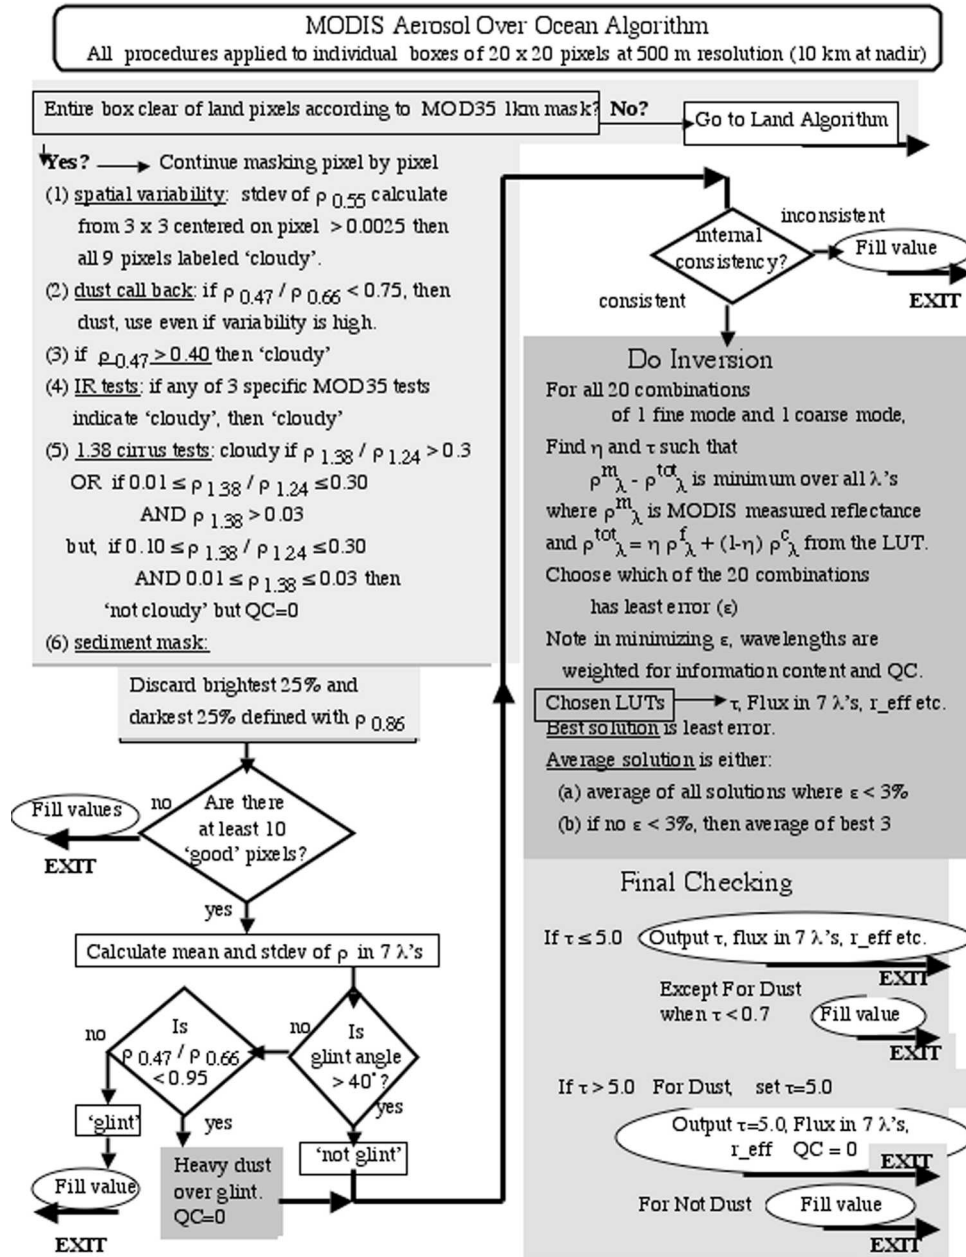 MODIS Aerosol Over Ocean Algorithm
All procedures applied to individual boxes of 20 x 20 pixels at 500 m resolution (10 km at nadir)
Entire box clear of land pixels according to MOD35 1km mask? No?
Go to Land Algorithm
Yes? Continue masking pixel by pixel
(1) spatial variability: stdev of ρ 0.55 calculate
from 3 x 3 centered on pixel > 0.0025 then
all 9 pixels labeled 'cloudy'.
(2) dust call back: if ρ 0.47 / ρ 0.66 < 0.75, then
dust, use even if variability is high.
(3) if ρ 0.47 > 0.40 then 'cloudy'
(4) IR tests: if any of 3 specific MOD35 tests
indicate 'cloudy', then 'cloudy'
(5) 1.38 cirrus tests: cloudy if ρ 1.38 / ρ 1.24 > 0.3
OR if 0.01 ≤ ρ 1.38 / ρ 1.24 ≤ 0.30
AND ρ 1.38 > 0.03
but, if 0.10 ≤ ρ 1.38 / ρ 1.24 ≤ 0.30
AND 0.01 ≤ ρ 1.38 ≤ 0.03 then
'not cloudy' but QC=0
(6) sediment mask:
Discard brightest 25% and
darkest 25% defined with ρ 0.86
Are there
at least 10
'good' pixels?
no
Fill values
EXIT
yes
Calculate mean and stdev of ρ in 7 λ's
Is
glint angle
> 40˚?
no
Is
ρ 0.47 / ρ 0.66
< 0.95
no
'glint'
Fill value
EXIT
yes
Heavy dust
over glint.
QC=0
yes
'not glint'
internal
consistency?
inconsistent
Fill value
EXIT
consistent
Do Inversion
For all 20 combinations
of 1 fine mode and 1 coarse mode,
Find η and τ such that
ρ^m_λ - ρ^tot_λ is minimum over all λ's
where ρ^m_λ is MODIS measured reflectance
and ρ^tot_λ = η ρ^f_λ + (1-η) ρ^c_λ from the LUT.
Choose which of the 20 combinations
has least error (ε)
Note in minimizing ε, wavelengths are
weighted for information content and QC.
Chosen LUTs τ, Flux in 7 λ's, r_eff etc.
Best solution is least error.
Average solution is either:
(a) average of all solutions where ε < 3%
(b) if no ε < 3%, then average of best 3
Final Checking
If τ ≤ 5.0 Output τ, flux in 7 λ's, r_eff etc.
EXIT
Except For Dust
when τ < 0.7
Fill value
EXIT
If τ > 5.0 For Dust, set τ=5.0
Output τ=5.0, Flux in 7 λ's,
r_eff QC = 0
EXIT
For Not Dust
Fill value
EXIT